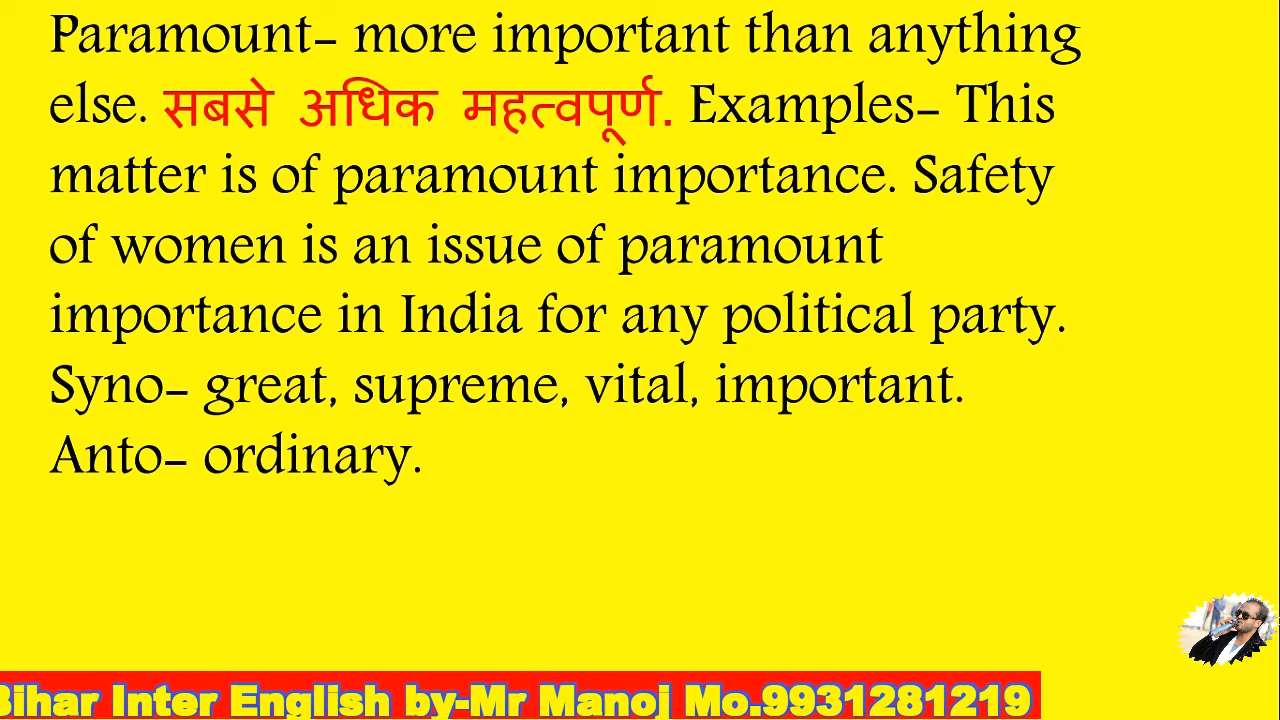 Paramount- more important than anything
else. सबसे अधिक महत्वपूर्ण. Examples- This
matter is of paramount importance. Safety
of women is an issue of paramount
importance in India for any political party.
Syno- great, supreme, vital, important.
Anto- ordinary.
Bihar Inter English by-Mr Manoj Mo.9931281219